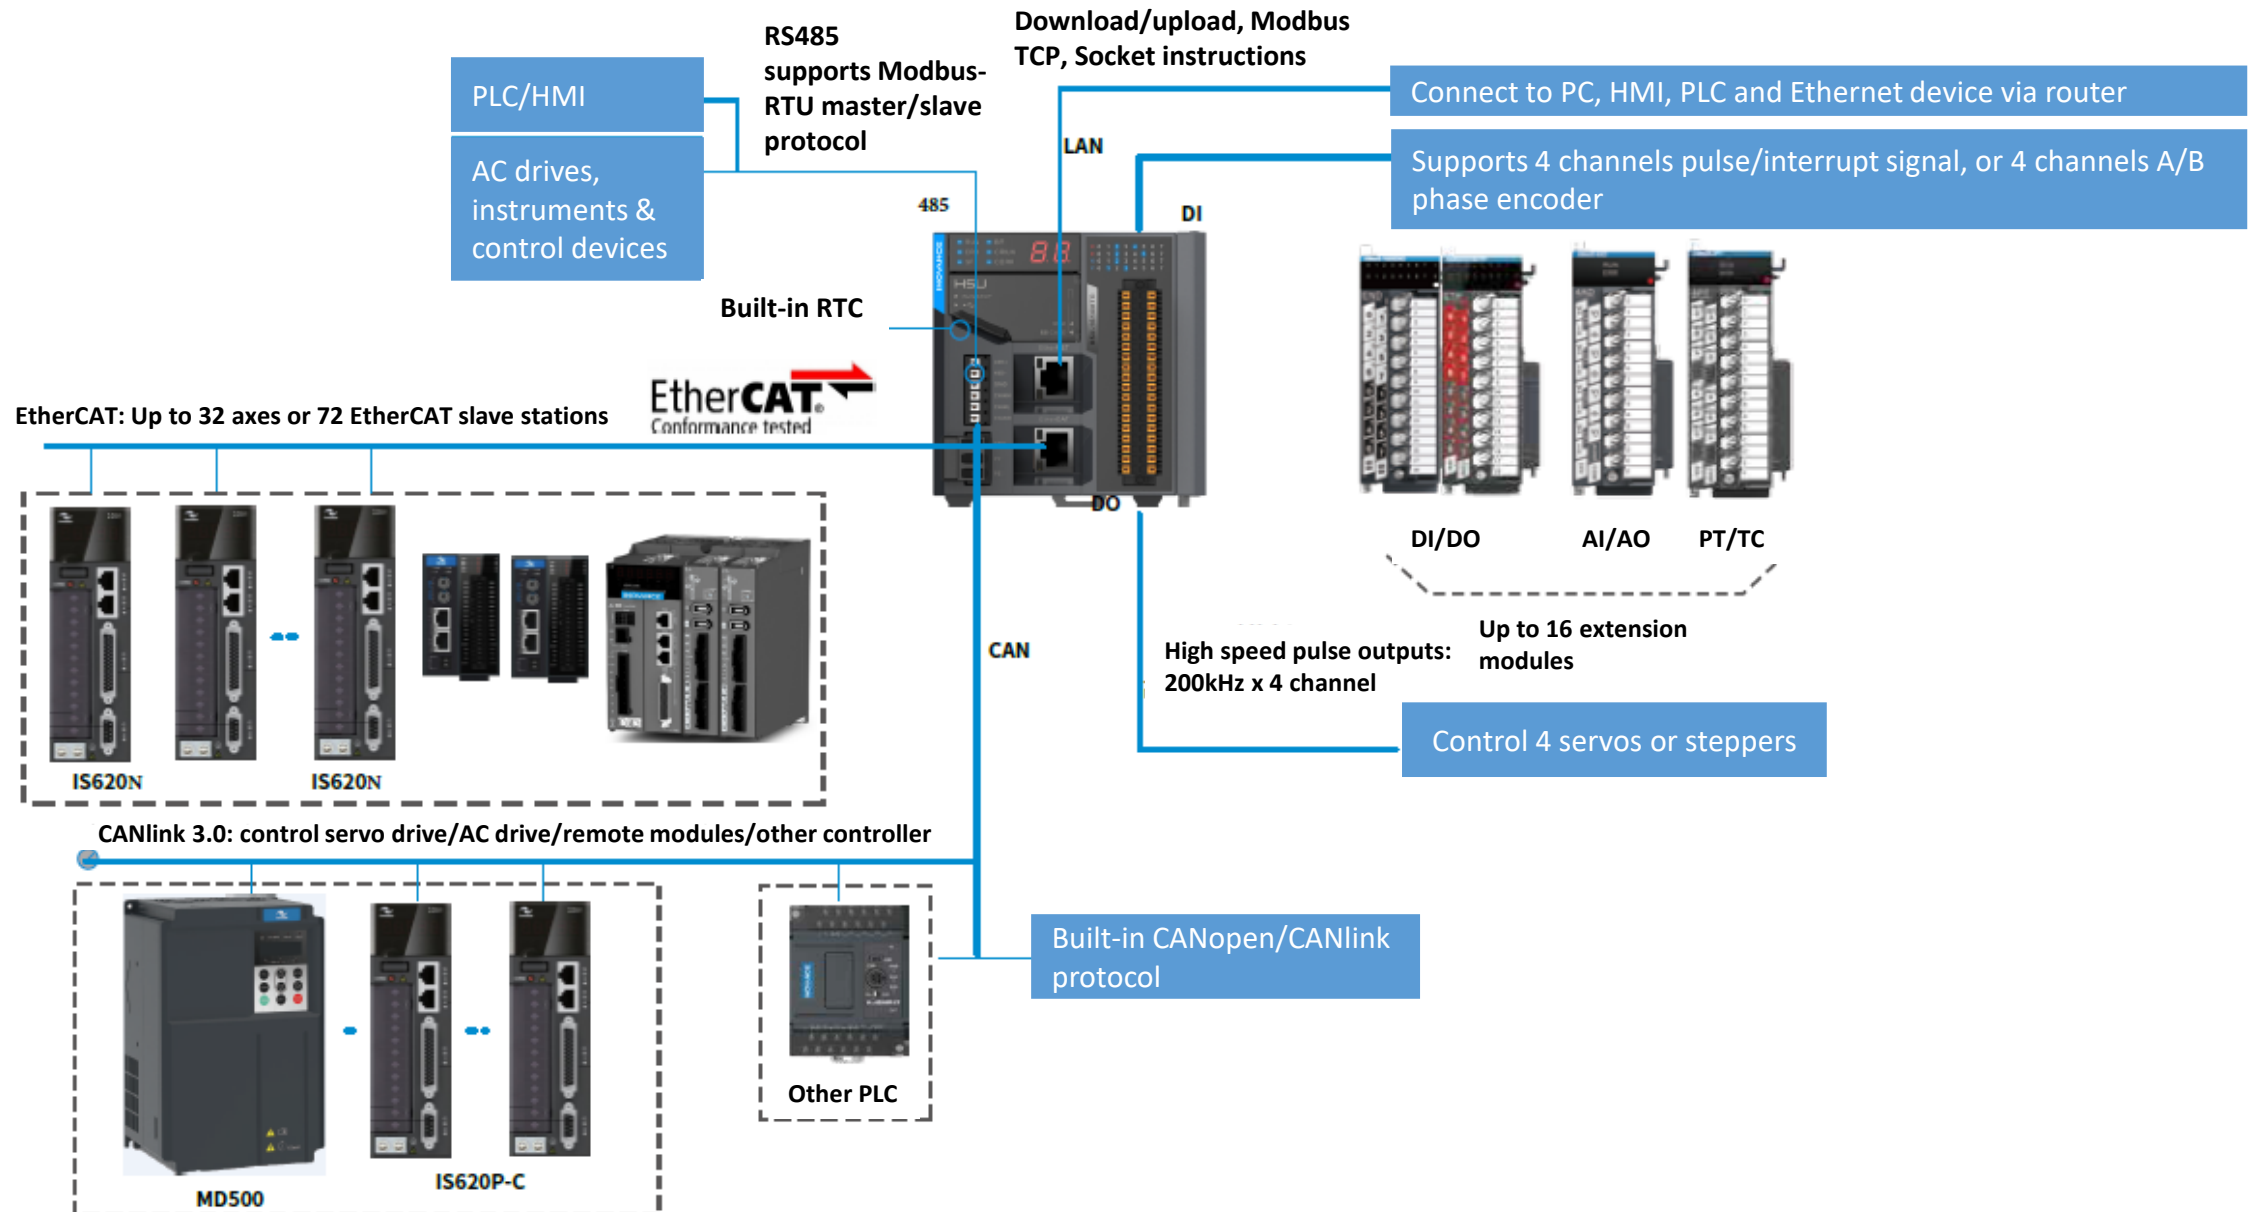 Download/upload, Modbus
TCP, Socket instructions
RS485
supports Modbus-
RTU master/slave
protocol
PLC/HMI
AC drives,
instruments &
control devices
Connect to PC, HMI, PLC and Ethernet device via router
LAN
Supports 4 channels pulse/interrupt signal, or 4 channels A/B
phase encoder
485
DI
INOVANCE
H5U
Built-in RTC
EtherCAT®
Conformance tested
EtherCAT: Up to 32 axes or 72 EtherCAT slave stations
DO
DI/DO
AI/AO
PT/TC
Up to 16 extension
modules
High speed pulse outputs:
200kHz x 4 channel
CAN
Control 4 servos or steppers
INOVANCE
IS620N
IS620N
CANlink 3.0: control servo drive/AC drive/remote modules/other controller
Built-in CANopen/CANlink
protocol
INOVANCE
Other PLC
IS620P-C
MD500